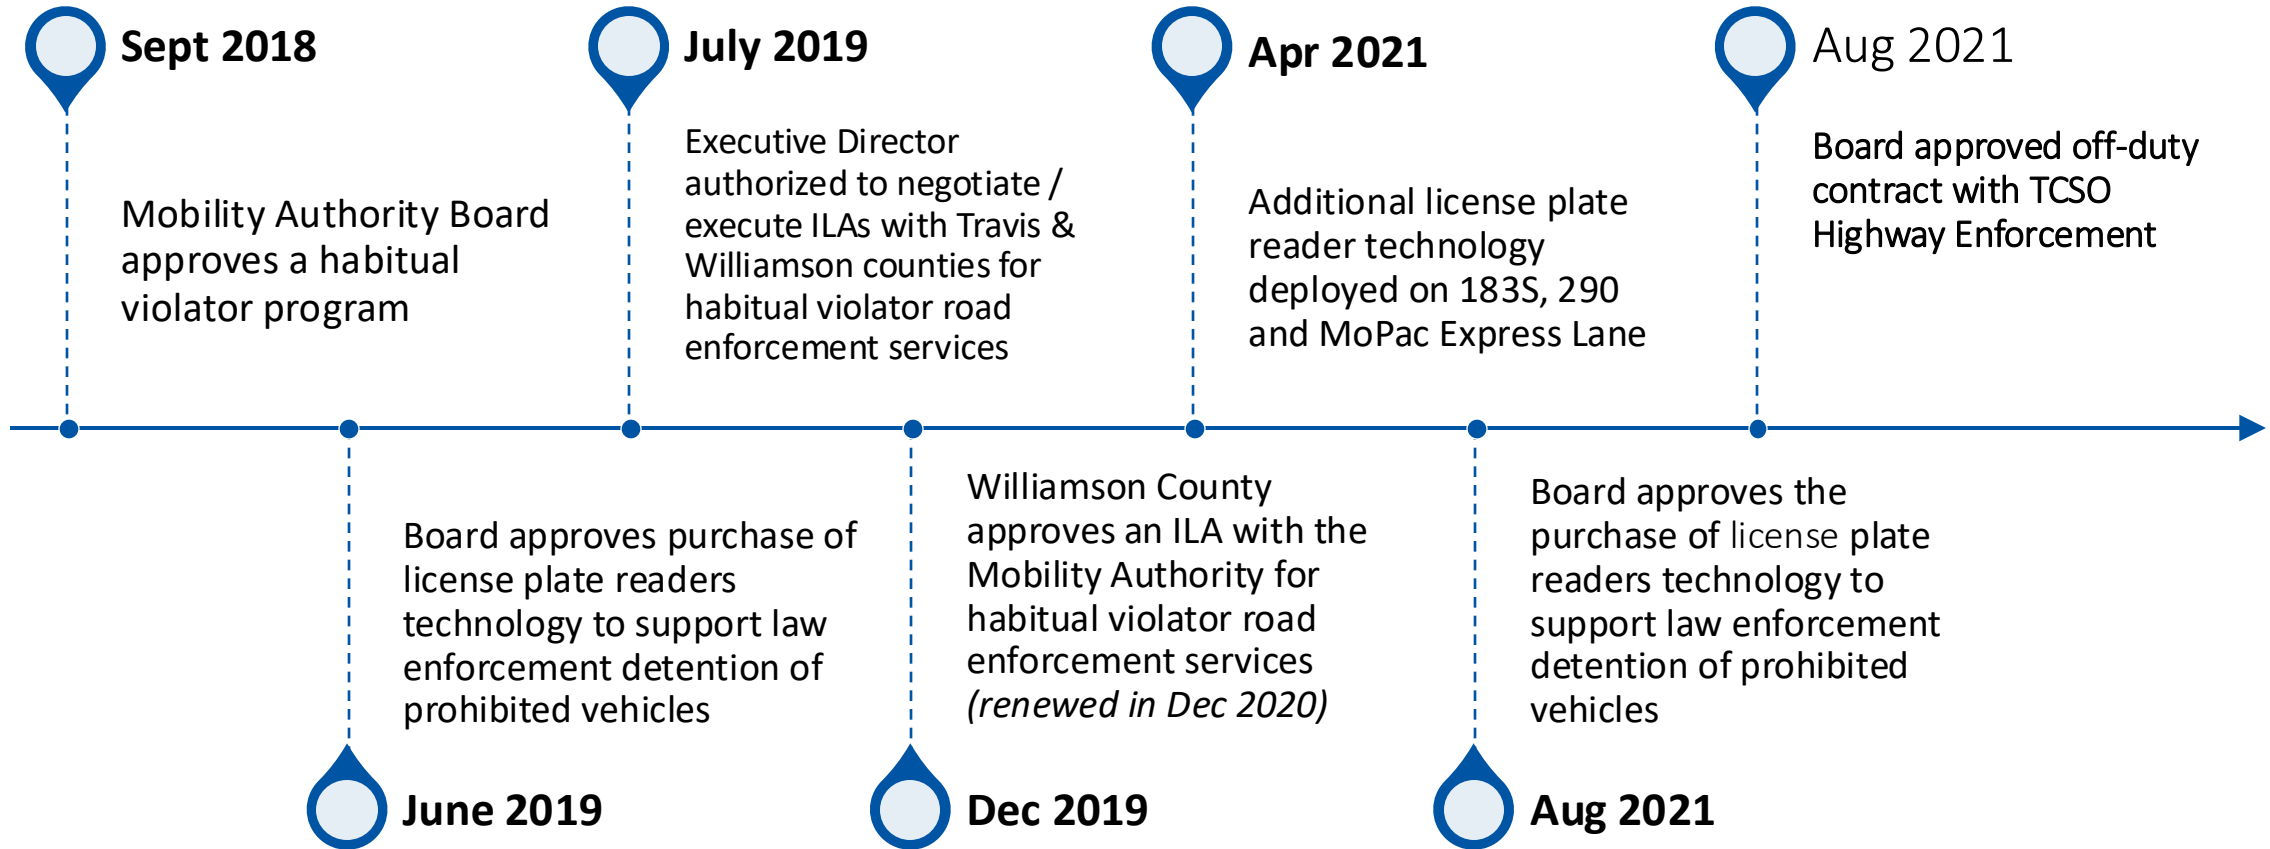 Sept 2018
Mobility Authority Board
approves a habitual
violator program
June 2019
Board approves purchase of
license plate readers
technology to support law
enforcement detention of
prohibited vehicles
July 2019
Executive Director
authorized to negotiate /
execute ILAs with Travis &
Williamson counties for
habitual violator road
enforcement services
Dec 2019
Williamson County
approves an ILA with the
Mobility Authority for
habitual violator road
enforcement services
(renewed in Dec 2020)
Apr 2021
Additional license plate
reader technology
deployed on 183S, 290
and MoPac Express Lane
Aug 2021
Board approves the
purchase of license plate
readers technology to
support law enforcement
detention of prohibited
vehicles
Aug 2021
Board approved off-duty
contract with TCSO
Highway Enforcement